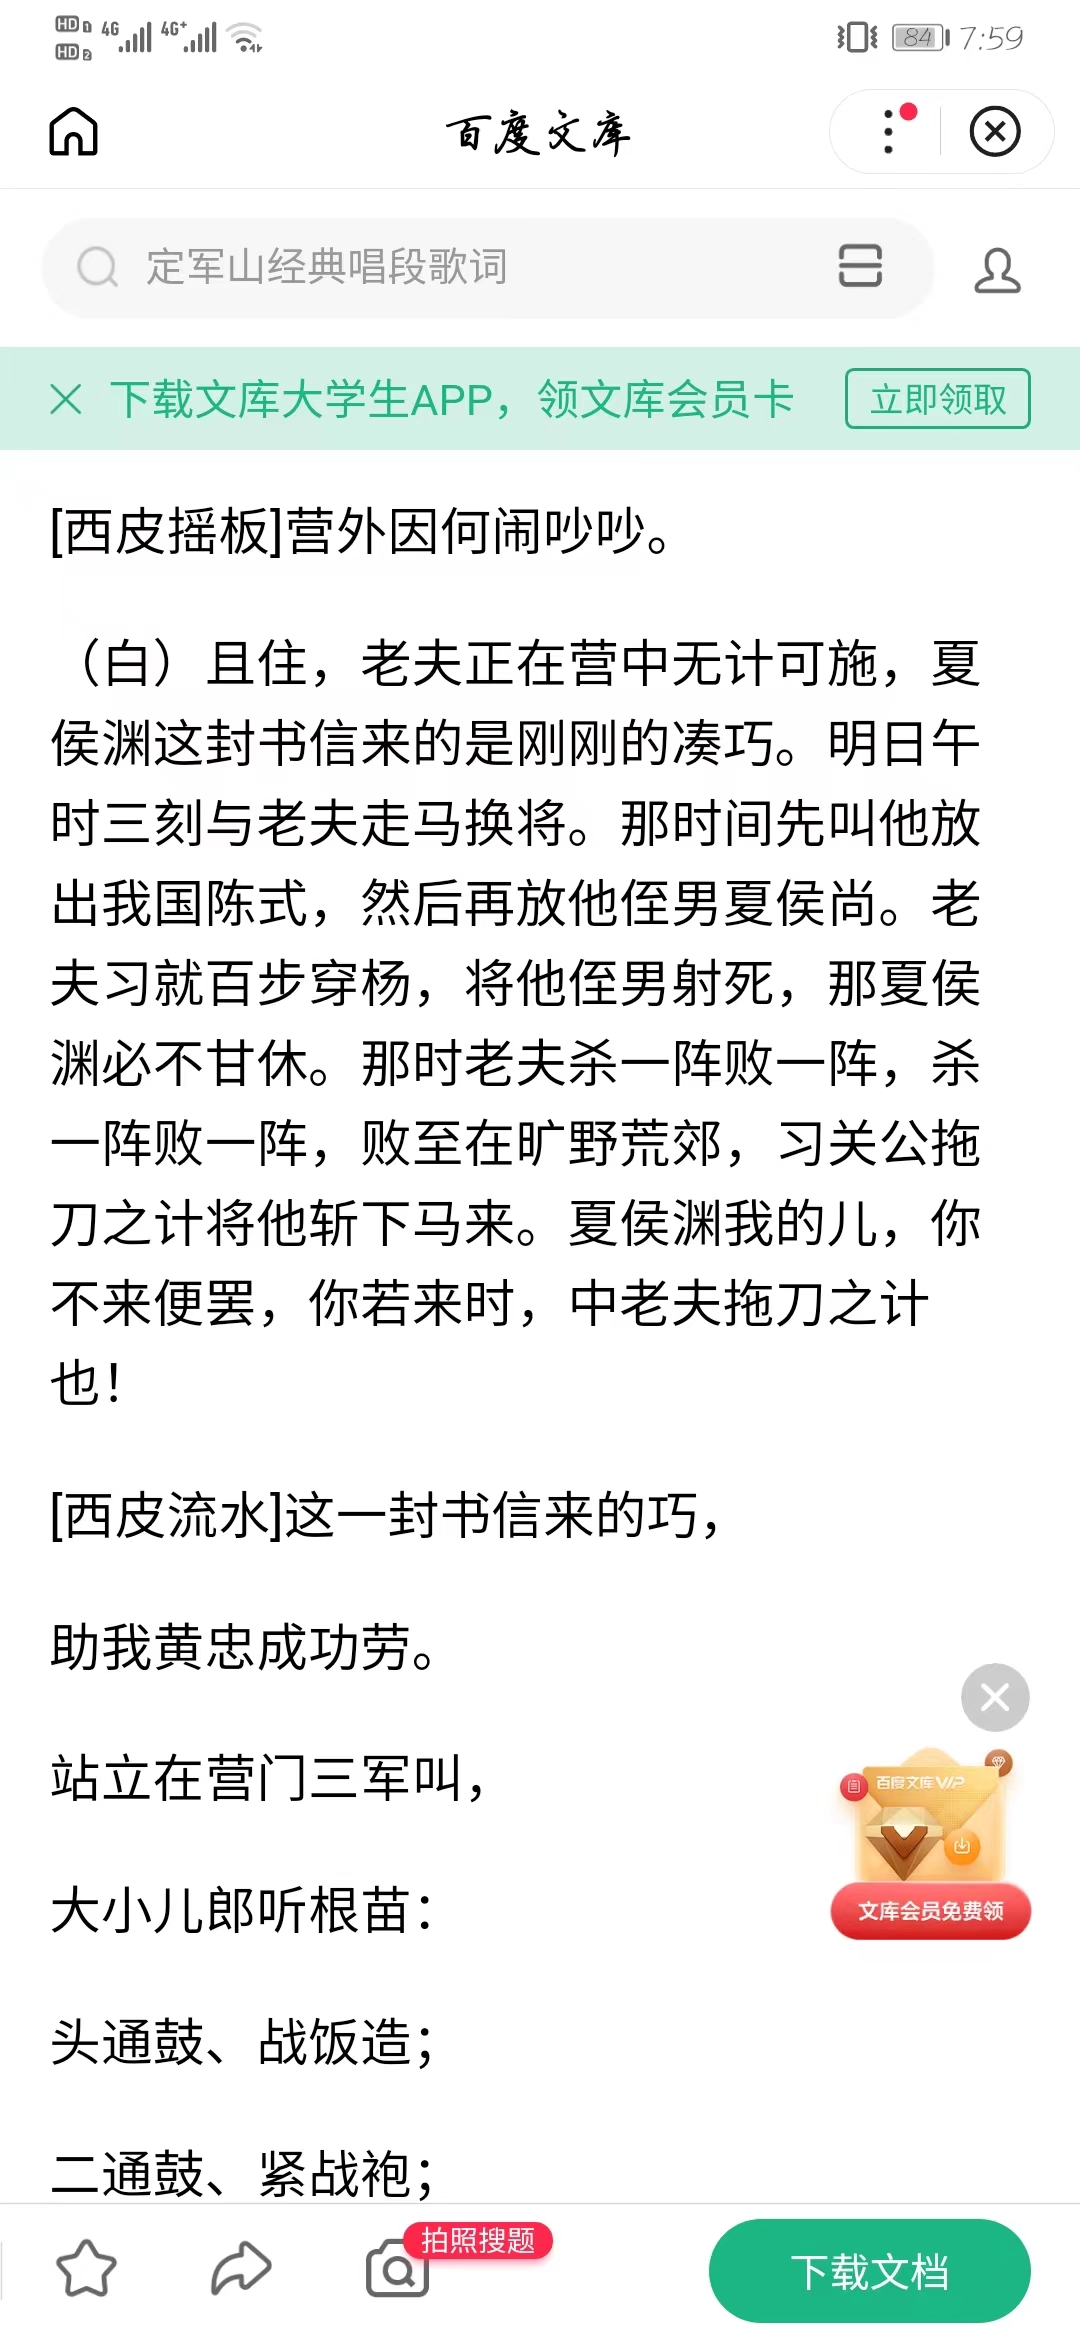 HD 1 4G 4G+ 84 7:59
HD 2
百度文库
定军山经典唱段歌词
下载文库大学生APP，领文库会员卡 立即领取
[西皮摇板]营外因何闹吵吵。
（白）且住，老夫正在营中无计可施，夏
侯渊这封书信来的是刚刚的凑巧。明日午
时三刻与老夫走马换将。那时间先叫他放
出我国陈式，然后再放他侄男夏侯尚。老
夫习就百步穿杨，将他侄男射死，那夏侯
渊必不甘休。那时老夫杀一阵败一阵，杀
一阵败一阵，败至在旷野荒郊，习关公拖
刀之计将他斩下马来。夏侯渊我的儿，你
不来便罢，你若来时，中老夫拖刀之计
也！
[西皮流水]这一封书信来的巧，
助我黄忠成功劳。
站立在营门三军叫，
百度文库VIP
大小儿郎听根苗：
文库会员免费领
头通鼓、战饭造；
二通鼓、紧战袍；
拍照搜题
下载文档